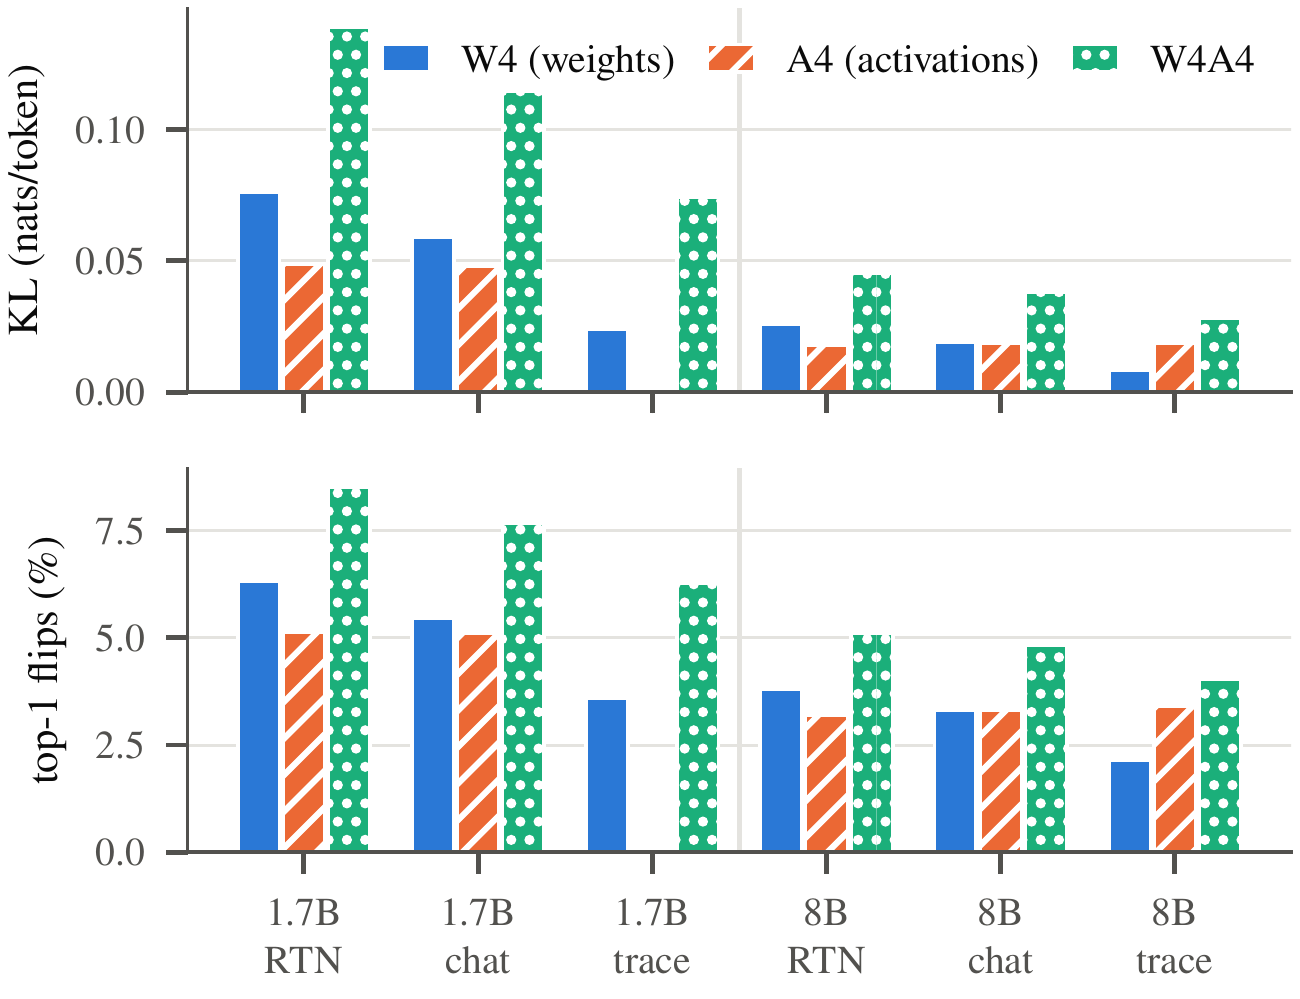 KL (nats/token)
W4 (weights)
A4 (activations)
W4A4
0.10
0.05
0.00
top-1 flips (%)
7.5
5.0
2.5
0.0
1.7B
RTN
1.7B
chat
1.7B
trace
8B
RTN
8B
chat
8B
trace